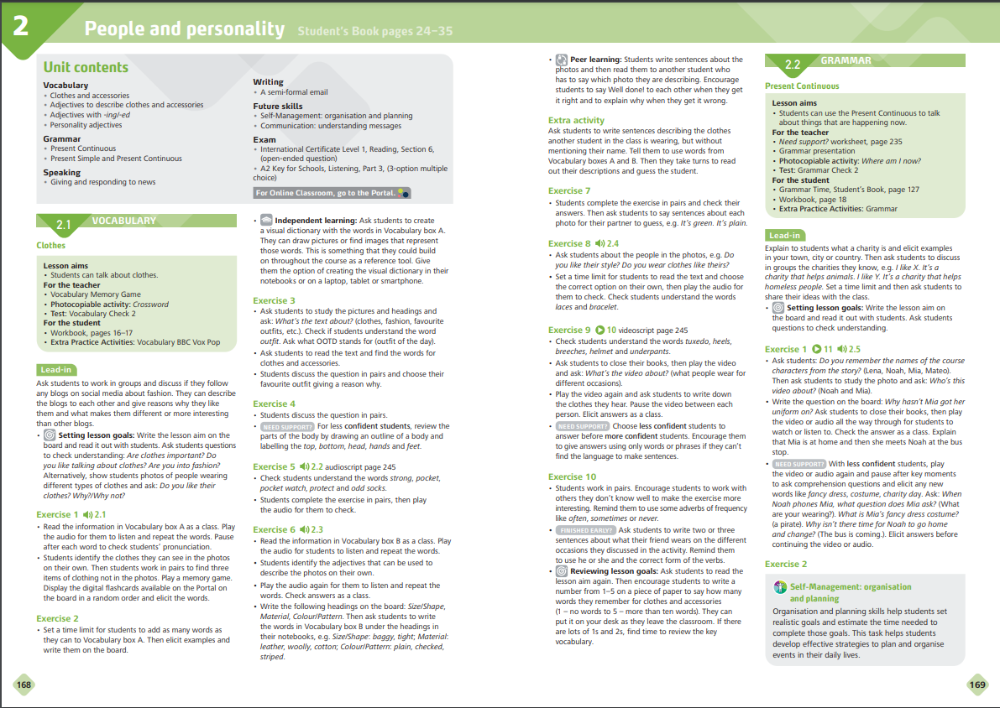 2
People and personality Student's Book pages 24–35
Unit contents
Vocabulary
• Clothes and accessories
• Adjectives to describe clothes and accessories
• Adjectives with -ing/-ed
• Personality adjectives
Grammar
• Present Continuous
• Present Simple and Present Continuous
Speaking
• Giving and responding to news
Writing
• A semi-formal email
Future skills
• Self-Management: organisation and planning
• Communication: understanding messages
Exam
• International Certificate Level 1, Reading, Section 6,
(open-ended question)
• A2 Key for Schools, Listening, Part 3, (3-option multiple
choice)
For Online Classroom, go to the Portal.
2.1 VOCABULARY
Clothes
Lesson aims
• Students can talk about clothes.
For the teacher
• Vocabulary Memory Game
• Photocopiable activity: Crossword
• Test: Vocabulary Check 2
For the student
• Workbook, pages 16–17
• Extra Practice Activities: Vocabulary BBC Vox Pop
Lead-in
Ask students to work in groups and discuss if they follow
any blogs on social media about fashion. They can describe
the blogs to each other and give reasons why they like
them and what makes them different or more interesting
than other blogs.
• Setting lesson goals: Write the lesson aim on the
board and read it out with students. Ask students questions
to check understanding: Are clothes important? Do
you like talking about clothes? Are you into fashion?
Alternatively, show students photos of people wearing
different types of clothes and ask: Do you like their
clothes? Why?/Why not?
Exercise 1 2.1
• Read the information in Vocabulary box A as a class. Play
the audio for them to listen and repeat the words. Pause
after each word to check students' pronunciation.
• Students identify the clothes they can see in the photos
on their own. Then students work in pairs to find three
items of clothing not in the photos. Play a memory game.
Display the digital flashcards available on the Portal on
the board in a random order and elicit the words.
Exercise 2
• Set a time limit for students to add as many words as
they can to Vocabulary box A. Then elicit examples and
write them on the board.
• Independent learning: Ask students to create
a visual dictionary with the words in Vocabulary box A.
They can draw pictures or find images that represent
those words. This is something that they could build
on throughout the course as a reference tool. Give
them the option of creating the visual dictionary in their
notebooks or on a laptop, tablet or smartphone.
Exercise 3
• Ask students to study the pictures and headings and
ask: What's the text about? (clothes, fashion, favourite
outfits, etc.). Check if students understand the word
outfit. Ask what OOTD stands for (outfit of the day).
• Ask students to read the text and find the words for
clothes and accessories.
• Students discuss the question in pairs and choose their
favourite outfit giving a reason why.
Exercise 4
• Students discuss the question in pairs.
• NEED SUPPORT? For less confident students, review the
parts of the body by drawing an outline of a body and
labelling the top, bottom, head, hands and feet.
Exercise 5 2.2 audioscript page 245
• Check students understand the words strong, pocket,
pocket watch, protect and odd socks.
• Students complete the exercise in pairs, then play
the audio for them to check.
Exercise 6 2.3
• Read the information in Vocabulary box B as a class. Play
the audio for students to listen and repeat the words.
• Students identify the adjectives that can be used to
describe the photos on their own.
• Play the audio again for them to listen and repeat the
words. Check answers as a class.
• Write the following headings on the board: Size/Shape,
Material, Colour/Pattern. Then ask students to write
the words in Vocabulary box B under the headings in
their notebooks, e.g. Size/Shape: baggy, tight; Material:
leather, woolly, cotton; Colour/Pattern: plain, checked,
striped.
168
• Peer learning: Students write sentences about the
photos and then read them to another student who
has to say which photo they are describing. Encourage
students to say Well done! to each other when they get
it right and to explain why when they get it wrong.
Extra activity
Ask students to write sentences describing the clothes
another student in the class is wearing, but without
mentioning their name. Tell them to use words from
Vocabulary boxes A and B. Then they take turns to read
out their descriptions and guess the student.
Exercise 7
• Students complete the exercise in pairs and check their
answers. Then ask students to say sentences about each
photo for their partner to guess, e.g. It's green. It's plain.
Exercise 8 2.4
• Ask students about the people in the photos, e.g. Do
you like their style? Do you wear clothes like theirs?
• Set a time limit for students to read the text and choose
the correct option on their own, then play the audio for
them to check. Check students understand the words
laces and bracelet.
Exercise 9 10 videoscript page 245
• Check students understand the words tuxedo, heels,
breeches, helmet and underpants.
• Ask students to close their books, then play the video
and ask: What's the video about? (what people wear for
different occasions).
• Play the video again and ask students to write down
the clothes they hear. Pause the video between each
person. Elicit answers as a class.
• NEED SUPPORT? Choose less confident students to
answer before more confident students. Encourage them
to give answers using only words or phrases if they can't
find the language to make sentences.
Exercise 10
• Students work in pairs. Encourage students to work with
others they don't know well to make the exercise more
interesting. Remind them to use some adverbs of frequency
like often, sometimes or never.
• FINISHED EARLY? Ask students to write two or three
sentences about what their friend wears on the different
occasions they discussed in the activity. Remind them
to use he or she and the correct form of the verbs.
• Reviewing lesson goals: Ask students to read the
lesson aim again. Then encourage students to write a
number from 1–5 on a piece of paper to say how many
words they remember for clothes and accessories
(1 – no words to 5 – more than ten words). They can
put it on your desk as they leave the classroom. If there
are lots of 1s and 2s, find time to review the key
vocabulary.
2.2 GRAMMAR
Present Continuous
Lesson aims
• Students can use the Present Continuous to talk
about things that are happening now.
For the teacher
• Need support? worksheet, page 235
• Grammar presentation
• Photocopiable activity: Where am I now?
• Test: Grammar Check 2
For the student
• Grammar Time, Student's Book, page 127
• Workbook, page 18
• Extra Practice Activities: Grammar
Lead-in
Explain to students what a charity is and elicit examples
in your town, city or country. Then ask students to discuss
in groups the charities they know, e.g. I like X. It's a
charity that helps animals. I like Y. It's a charity that helps
homeless people. Set a time limit and then ask students to
share their ideas with the class.
• Setting lesson goals: Write the lesson aim on
the board and read it out with students. Ask students
questions to check understanding.
Exercise 1 11 2.5
• Ask students: Do you remember the names of the course
characters from the story? (Lena, Noah, Mia, Mateo).
Then ask students to study the photo and ask: Who's this
video about? (Noah and Mia).
• Write the question on the board: Why hasn't Mia got her
uniform on? Ask students to close their books, then play
the video or audio all the way through for students to
watch or listen to. Check the answer as a class. Explain
that Mia is at home and then she meets Noah at the bus
stop.
• NEED SUPPORT? With less confident students, play
the video or audio again and pause after key moments
to ask comprehension questions and elicit any new
words like fancy dress, costume, charity day. Ask: When
Noah phones Mia, what question does Mia ask? (What
are your wearing?). What is Mia's fancy dress costume?
(a pirate). Why isn't there time for Noah to go home
and change? (The bus is coming.). Elicit answers before
continuing the video or audio.
Exercise 2
Self-Management: organisation
and planning
Organisation and planning skills help students set
realistic goals and estimate the time needed to
complete those goals. This task helps students
develop effective strategies to plan and organise
events in their daily lives.
169